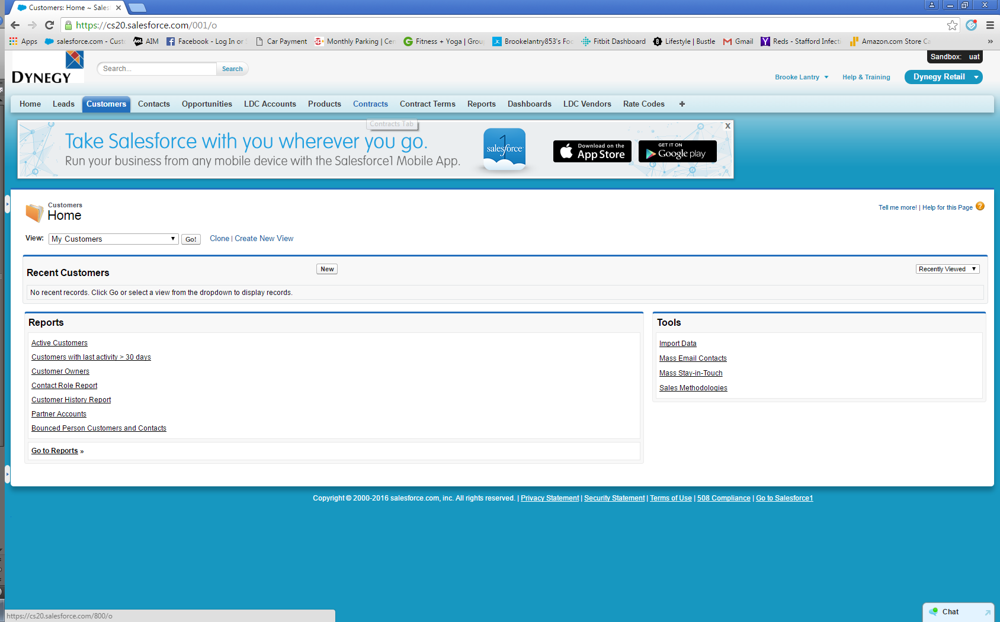 Customers: Home ~ Sales
https://cs20.salesforce.com/001/o
Apps salesforce.com - Cust AIM Facebook - Log In or Car Payment Monthly Parking | Cen Fitness + Yoga | Grou Brookelantry853's Foo Fitbit Dashboard Lifestyle | Bustle Gmail Reds - Stafford Infecti Amazon.com Store Ca »
Sandbox: uat
DYNEGY
Search... Search
Brooke Lantry Help & Training Dynegy Retail
Home Leads Customers Contacts Opportunities LDC Accounts Products Contracts Contract Terms Reports Dashboards LDC Vendors Rate Codes +
Contracts Tab
Take Salesforce with you wherever you go.
Run your business from any mobile device with the Salesforce1 Mobile App.
salesforce
1
Download on the
App Store
GET IT ON
Google play
X
Customers
Home
Tell me more! | Help for this Page ?
View: My Customers Go! Clone | Create New View
Recent Customers New Recently Viewed
No recent records. Click Go or select a view from the dropdown to display records.
Reports
Active Customers
Customers with last activity > 30 days
Customer Owners
Contact Role Report
Customer History Report
Partner Accounts
Bounced Person Customers and Contacts
Go to Reports »
Tools
Import Data
Mass Email Contacts
Mass Stay-in-Touch
Sales Methodologies
Copyright © 2000-2016 salesforce.com, inc. All rights reserved. | Privacy Statement | Security Statement | Terms of Use | 508 Compliance | Go to Salesforce1
https://cs20.salesforce.com/800/o
Chat